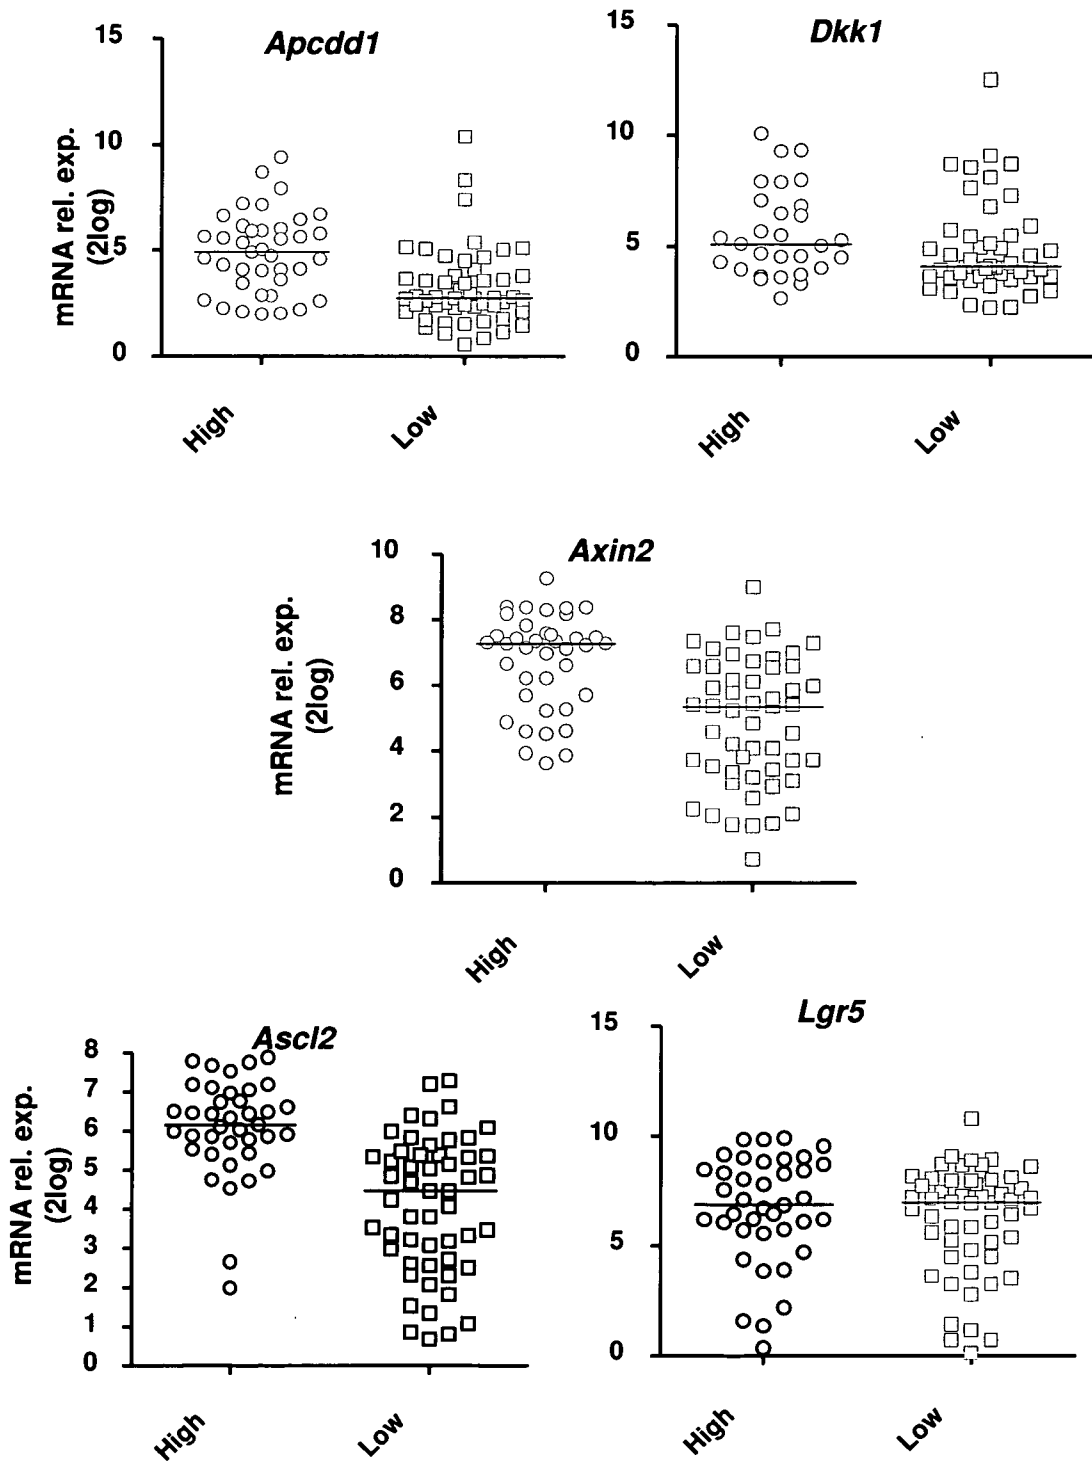 Apcdd1
15
10
5
0
mRNA rel. exp.
(2log)
High
Low
Dkk1
15
10
5
0
High
Low
Axin2
10
8
6
4
2
0
mRNA rel. exp.
(2log)
High
Low
Ascl2
8
7
6
5
4
3
2
1
0
mRNA rel. exp.
(2log)
High
Low
Lgr5
15
10
5
0
High
Low